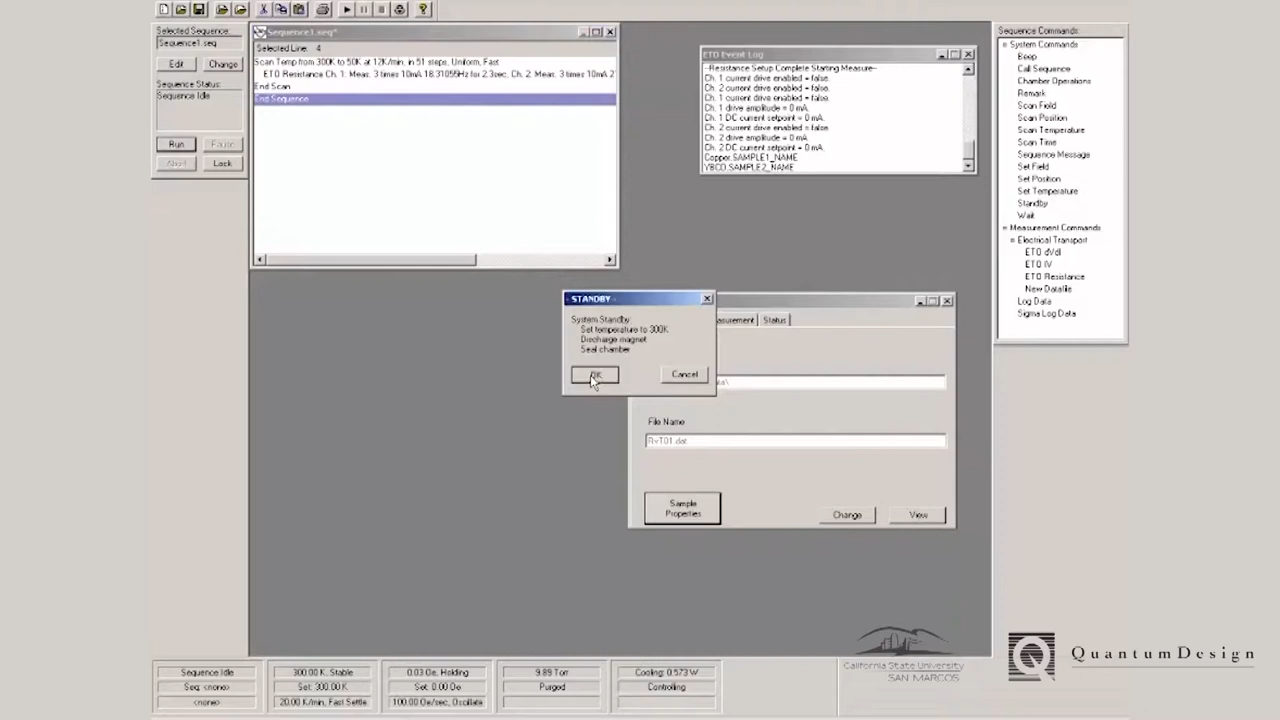 Selected Sequence:
Sequence1.seq
Edit
Change
Sequence Status:
Sequence Idle
Run
Pause
Abort
Lock
Sequence1.seq*
Selected Line: 4
Scan Temp from 300K to 50K at 12K/min, in 51 steps, Uniform, Fast
ETO Resistance Ch. 1: Meas. 3 times 10mA 18.31055Hz for 2.3sec, Ch. 2: Meas. 3 times 10mA 2
End Scan
End Sequence
ETO Event Log
--Resistance Setup Complete Starting Measure--
Ch. 1 current drive enabled = false.
Ch. 2 current drive enabled = false.
Ch. 1 current drive enabled = false.
Ch. 1 drive amplitude = 0 mA.
Ch. 1 DC current setpoint = 0 mA.
Ch. 2 current drive enabled = false.
Ch. 2 drive amplitude = 0 mA.
Ch. 2 DC current setpoint = 0 mA.
Copper.SAMPLE1_NAME
YBCO.SAMPLE2_NAME
Sequence Commands:
System Commands
Beep
Call Sequence
Chamber Operations
Remark
Scan Field
Scan Position
Scan Temperature
Scan Time
Sequence Message
Set Field
Set Position
Set Temperature
Standby
Wait
Measurement Commands
Electrical Transport
ETO dVdI
ETO IV
ETO Resistance
New Datafile
Log Data
Sigma Log Data
- STANDBY -
System Standby:
Set temperature to 300K
Discharge magnet
Seal chamber
OK
Cancel
Status
File Name
RvT01.dat
Sample
Properties
Change
View
Sequence Idle
Seq: <none>
<none>
300.00 K, Stable
Set: 300.00 K
20.00 K/min, Fast Settle
0.03 Oe, Holding
Set: 0.00 Oe
100.00 Oe/sec, Oscillate
9.89 Torr
Purged
Cooling: 0.573 W
Controlling
California State University
SAN MARCOS
QuantumDesign